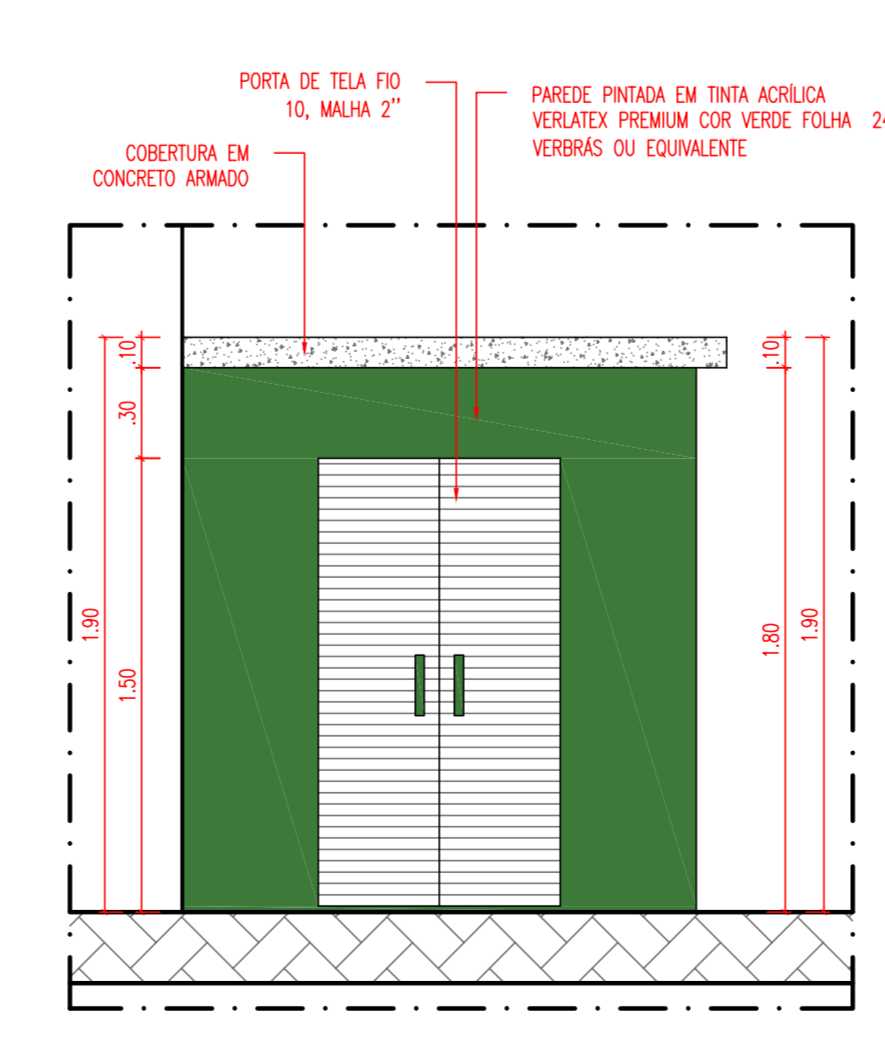 PORTA DE TELA FIO
10, MALHA 2"
PAREDE PINTADA EM TINTA ACRÍLICA
VERLATEX PREMIUM COR VERDE FOLHA 24
VERBRÁS OU EQUIVALENTE
COBERTURA EM
CONCRETO ARMADO
.10
.30
1.90
1.50
.10
1.80
1.90